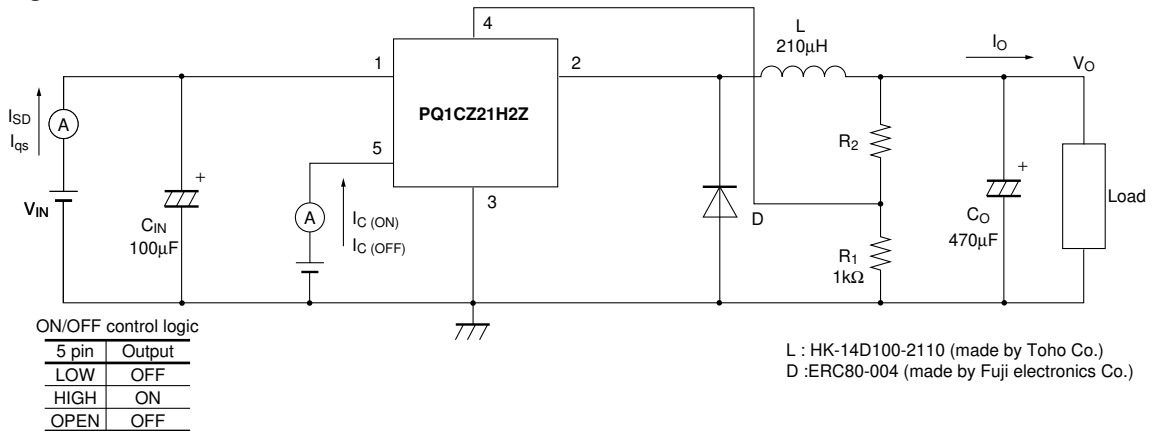 4
L
210µH
IO
VO
1
2
PQ1CZ21H2Z
ISD
Iqs
A
5
R2
+
+
VIN
CIN
100µF
A
IC (ON)
IC (OFF)
3
D
CO
470µF
Load
R1
1kΩ
ON/OFF control logic
5 pin Output
LOW OFF
HIGH ON
OPEN OFF
L : HK-14D100-2110 (made by Toho Co.)
D :ERC80-004 (made by Fuji electronics Co.)